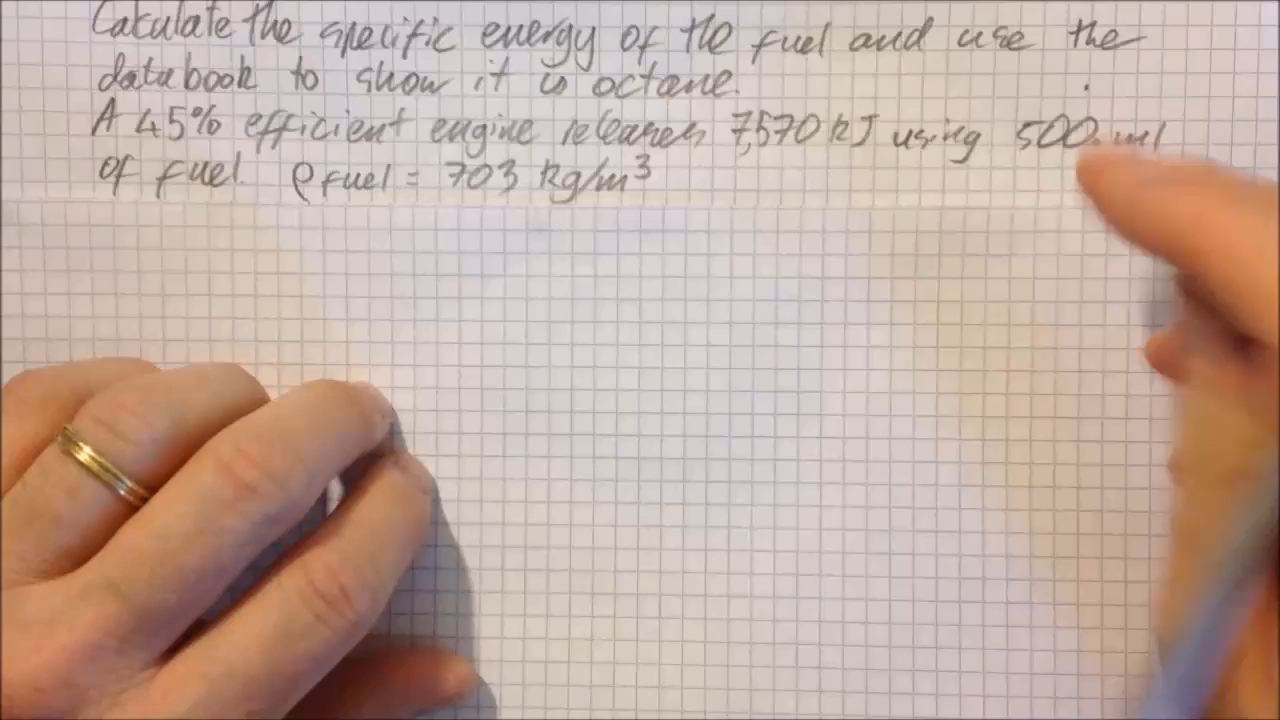 Calculate the specific energy of the fuel and use the
databook to show it is octane.
A 45% efficient engine releases 7,570 kJ using 500 ml
of fuel. ρ fuel = 703 kg/m³